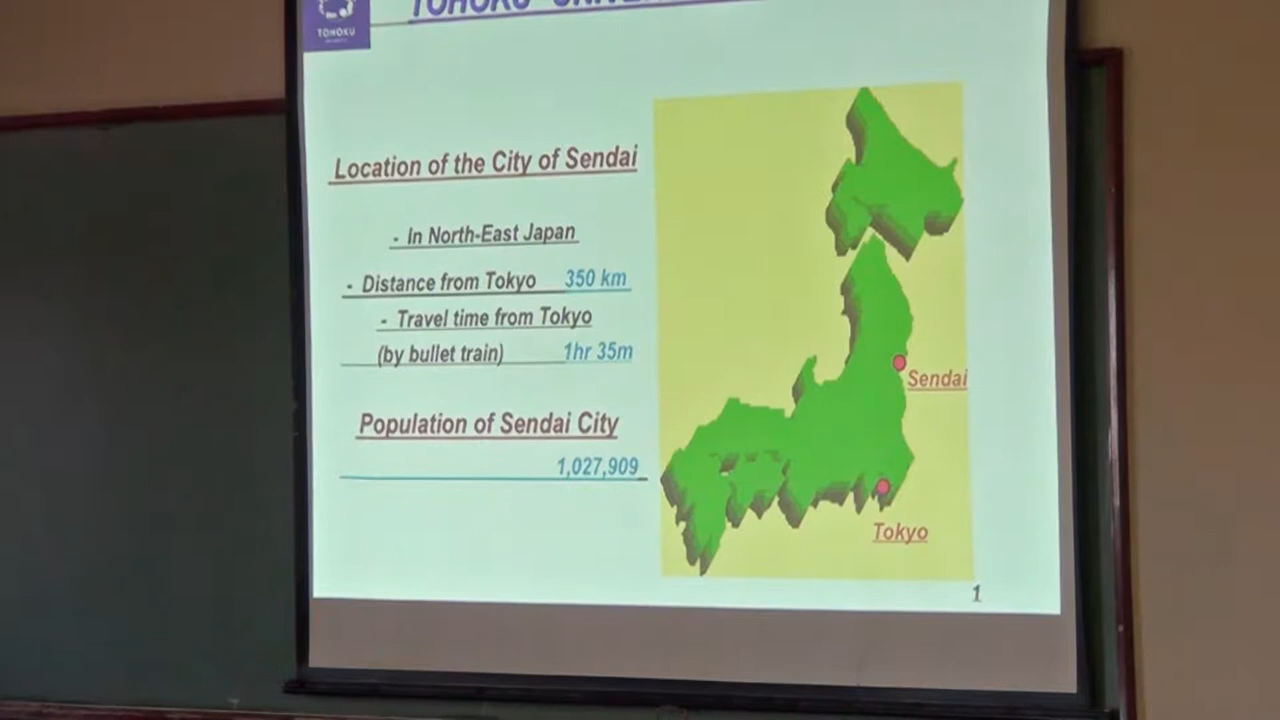 TOHOKU
TOHOKU
Location of the City of Sendai
- In North-East Japan
- Distance from Tokyo 350 km
- Travel time from Tokyo
(by bullet train) 1hr 35m
Population of Sendai City
1,027,909
Sendai
Tokyo
1